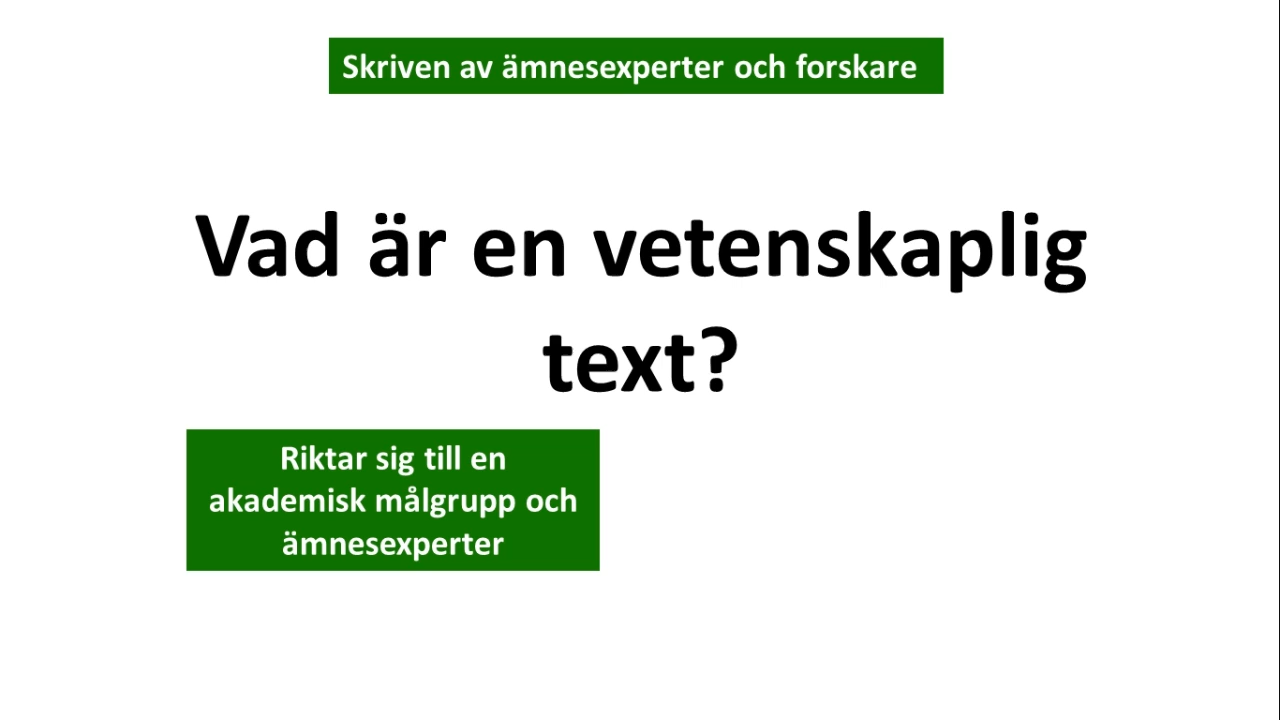 Skriven av ämnesexperter och forskare
Vad är en vetenskaplig
text?
Riktar sig till en
akademisk målgrupp och
ämnesexperter